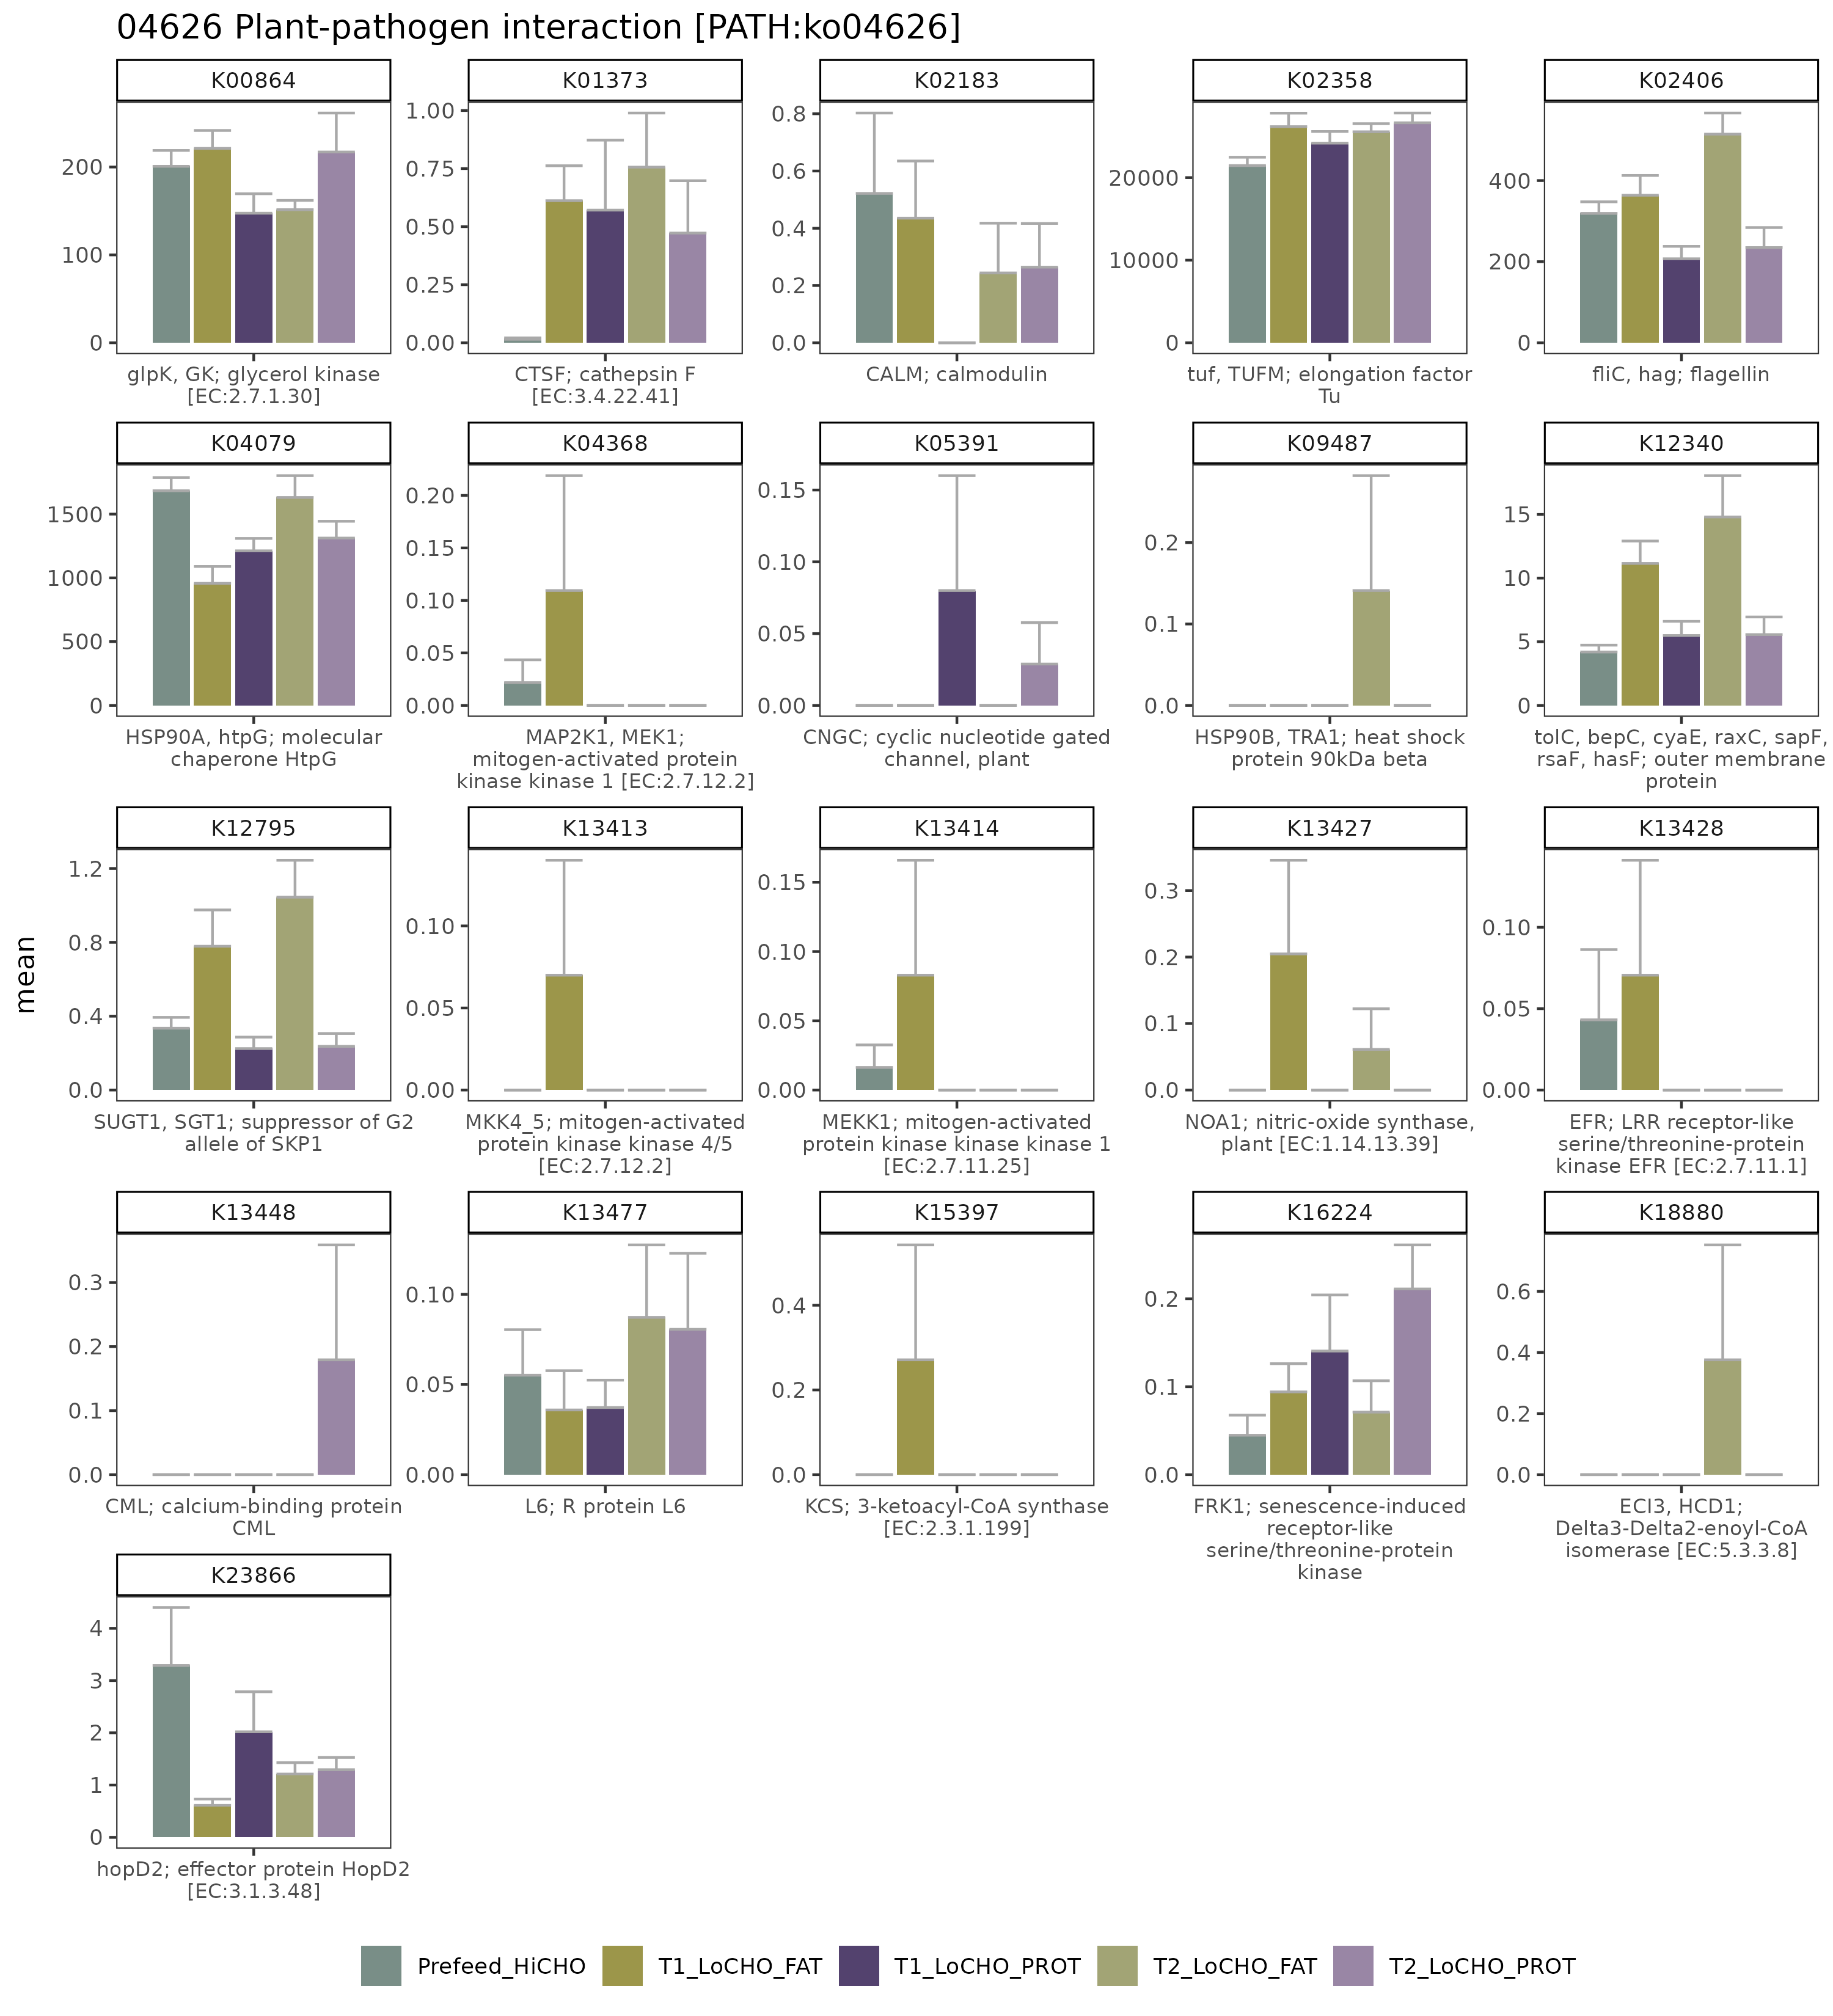 04626 Plant-pathogen interaction [PATH:ko04626]
K00864
K01373
K02183
K02358
K02406
200
100
0
1.00
0.75
0.50
0.25
0.00
0.8
0.6
0.4
0.2
0.0
20000
10000
0
400
200
0
glpK, GK; glycerol kinase
[EC:2.7.1.30]
CTSF; cathepsin F
[EC:3.4.22.41]
CALM; calmodulin
tuf, TUFM; elongation factor
Tu
fliC, hag; flagellin
K04079
K04368
K05391
K09487
K12340
1500
1000
500
0
0.20
0.15
0.10
0.05
0.00
0.15
0.10
0.05
0.00
0.2
0.1
0.0
15
10
5
0
HSP90A, htpG; molecular
chaperone HtpG
MAP2K1, MEK1;
mitogen-activated protein
kinase kinase 1 [EC:2.7.12.2]
CNGC; cyclic nucleotide gated
channel, plant
HSP90B, TRA1; heat shock
protein 90kDa beta
tolC, bepC, cyaE, raxC, sapF,
rsaF, hasF; outer membrane
protein
mean
K12795
K13413
K13414
K13427
K13428
1.2
0.8
0.4
0.0
0.10
0.05
0.00
0.15
0.10
0.05
0.00
0.3
0.2
0.1
0.0
0.10
0.05
0.00
SUGT1, SGT1; suppressor of G2
allele of SKP1
MKK4_5; mitogen-activated
protein kinase kinase 4/5
[EC:2.7.12.2]
MEKK1; mitogen-activated
protein kinase kinase kinase 1
[EC:2.7.11.25]
NOA1; nitric-oxide synthase,
plant [EC:1.14.13.39]
EFR; LRR receptor-like
serine/threonine-protein
kinase EFR [EC:2.7.11.1]
K13448
K13477
K15397
K16224
K18880
0.3
0.2
0.1
0.0
0.10
0.05
0.00
0.4
0.2
0.0
0.2
0.1
0.0
0.6
0.4
0.2
0.0
CML; calcium-binding protein
CML
L6; R protein L6
KCS; 3-ketoacyl-CoA synthase
[EC:2.3.1.199]
FRK1; senescence-induced
receptor-like
serine/threonine-protein
kinase
ECI3, HCD1;
Delta3-Delta2-enoyl-CoA
isomerase [EC:5.3.3.8]
K23866
4
3
2
1
0
hopD2; effector protein HopD2
[EC:3.1.3.48]
Prefeed_HiCHO
T1_LoCHO_FAT
T1_LoCHO_PROT
T2_LoCHO_FAT
T2_LoCHO_PROT